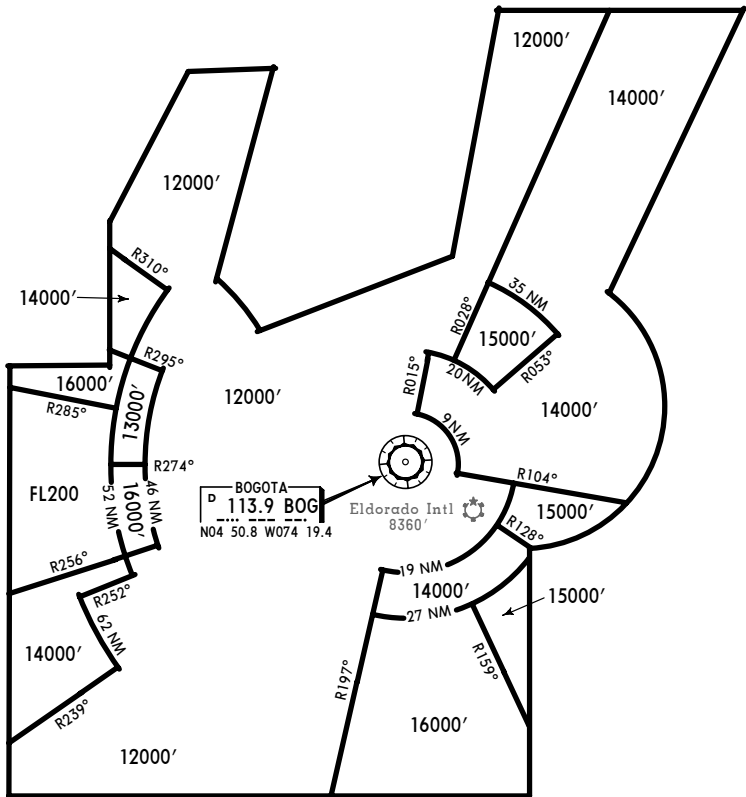 12000′
14000′
12000′
R310°
14000′
35 NM
R028°
15000′
R295°
R015°
20 NM
R053°
16000′
R285°
13000′
12000′
14000′
9 NM
R274°
R104°
FL200
52 NM
16000′
46 NM
BOGOTA
D 113.9 BOG
N04 50.8 W074 19.4
Eldorado Intl
8360′
15000′
R128°
R256°
R252°
19 NM
14000′
15000′
27 NM
62 NM
14000′
R159°
R197°
R239°
16000′
12000′